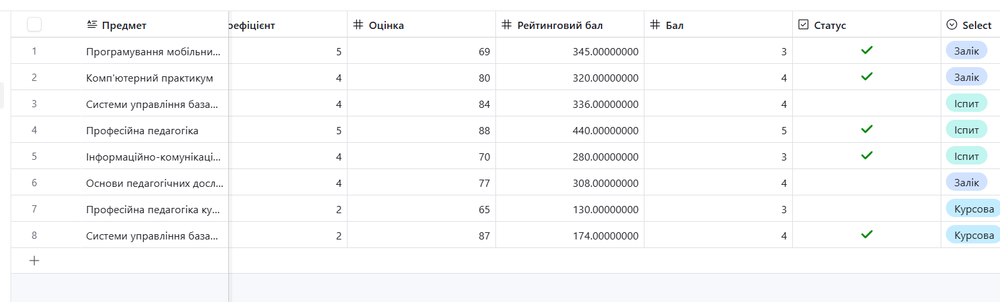 Предмет рефіцієнт Оцінка Рейтинговий бал Бал Статус Select
1 Програмування мобільни... 5 69 345.00000000 3 Залік
2 Комп'ютерний практикум 4 80 320.00000000 4 Залік
3 Системи управління база... 4 84 336.00000000 4 Іспит
4 Професійна педагогіка 5 88 440.00000000 5 Іспит
5 Інформаційно-комунікаці... 4 70 280.00000000 3 Іспит
6 Основи педагогічних досл... 4 77 308.00000000 4 Залік
7 Професійна педагогіка ку... 2 65 130.00000000 3 Курсова
8 Системи управління база... 2 87 174.00000000 4 Курсова